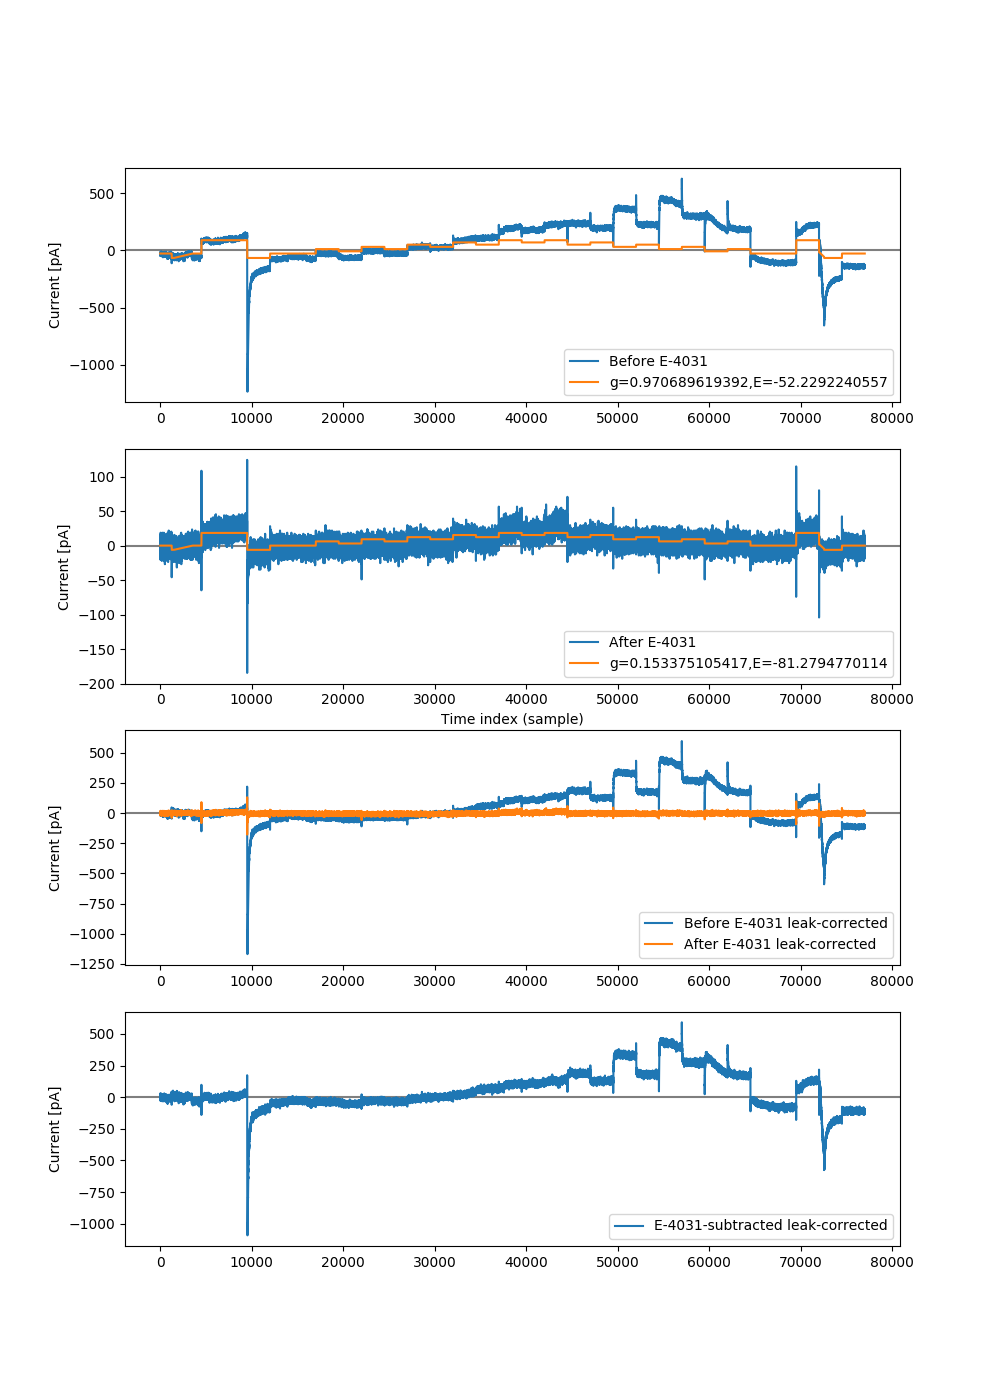 500
0
−500
−1000
Current [pA]
Before E-4031
g=0.970689619392,E=-52.2292240557
0 10000 20000 30000 40000 50000 60000 70000 80000
100
50
0
−50
−100
−150
−200
Current [pA]
After E-4031
g=0.153375105417,E=-81.2794770114
0 10000 20000 30000 40000 50000 60000 70000 80000
Time index (sample)
500
250
0
−250
−500
−750
−1000
−1250
Current [pA]
Before E-4031 leak-corrected
After E-4031 leak-corrected
0 10000 20000 30000 40000 50000 60000 70000 80000
500
250
0
−250
−500
−750
−1000
Current [pA]
E-4031-subtracted leak-corrected
0 10000 20000 30000 40000 50000 60000 70000 80000